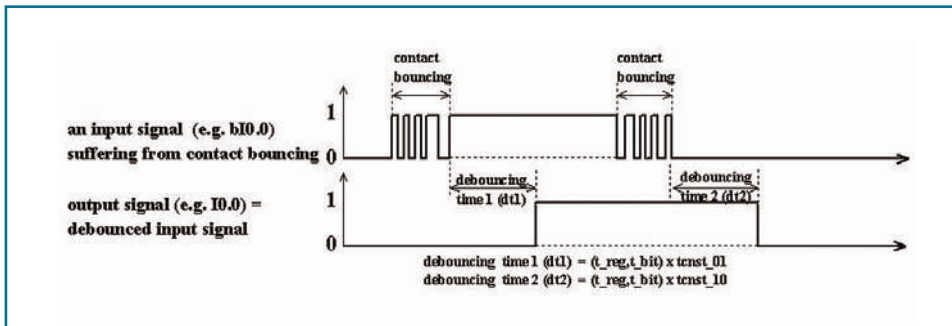 contact
bouncing
contact
bouncing
1
an input signal (e.g. bI0.0)
suffering from contact bouncing
0
debouncing
time 1 (dt1)
debouncing
time 2 (dt2)
1
output signal (e.g. I0.0) =
debounced input signal
0
debouncing time 1 (dt1) = (t_reg,t_bit) x tcnst_01
debouncing time 2 (dt2) = (t_reg,t_bit) x tcnst_10